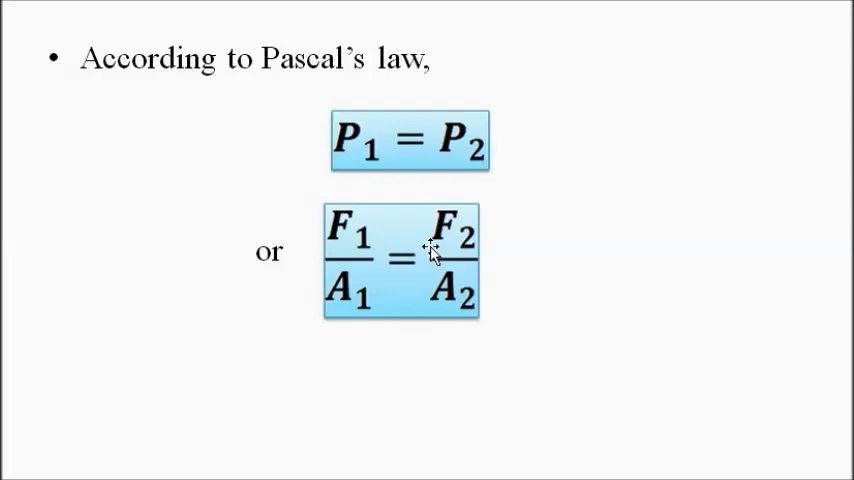 • According to Pascal's law,
P₁ = P₂
or F₁/A₁ = F₂/A₂